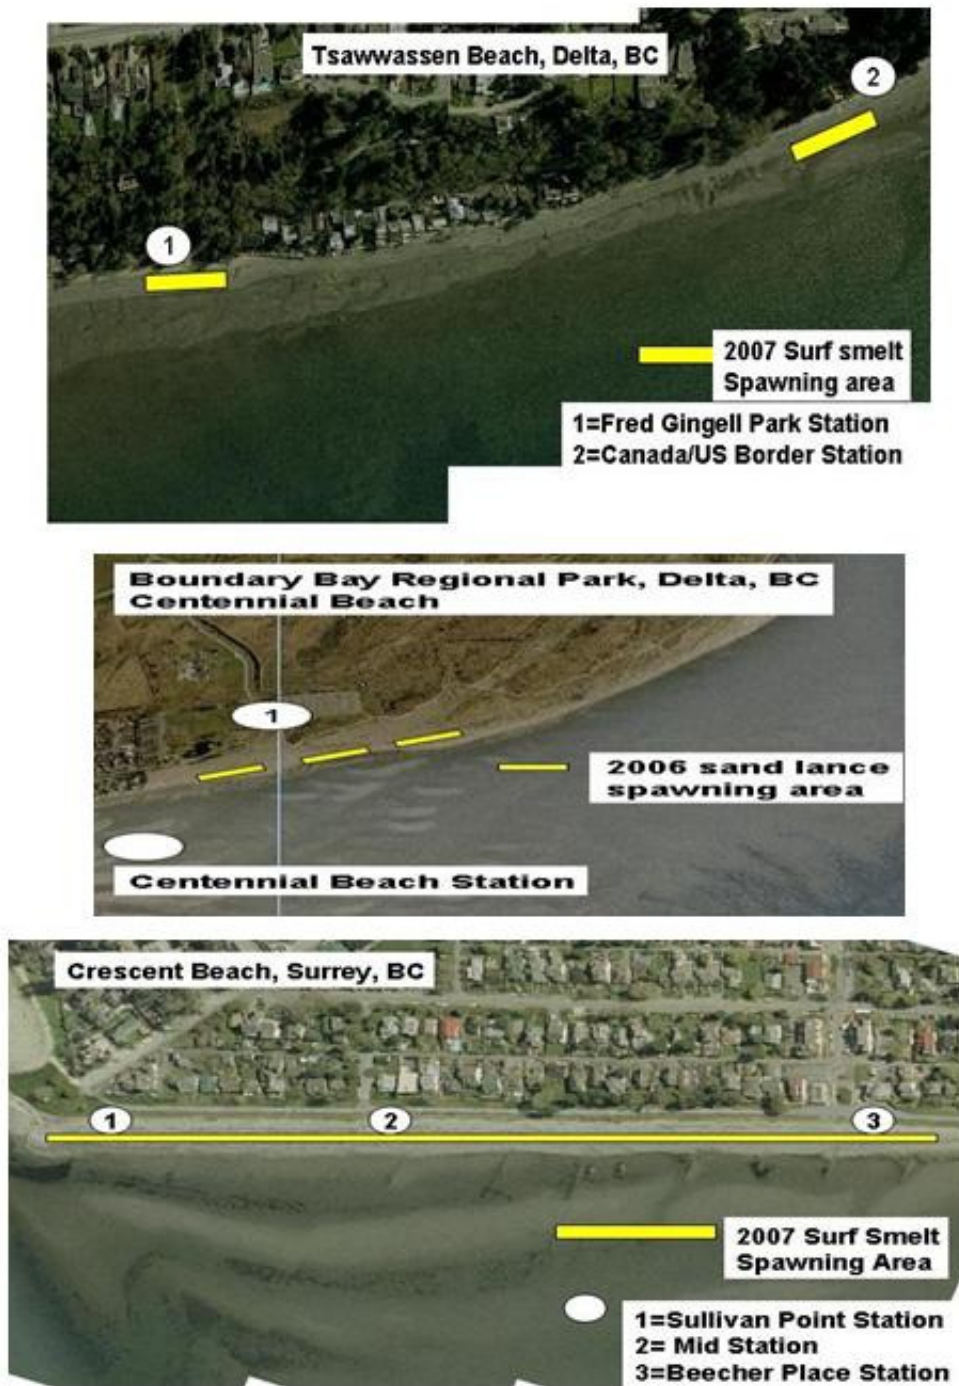 Tsawwassen Beach, Delta, BC
2
1
2007 Surf smelt
Spawning area
1=Fred Gingell Park Station
2=Canada/US Border Station
Boundary Bay Regional Park, Delta, BC
Centennial Beach
1
2006 sand lance
spawning area
Centennial Beach Station
Crescent Beach, Surrey, BC
1 2 3
2007 Surf Smelt
Spawning Area
1=Sullivan Point Station
2= Mid Station
3=Beecher Place Station